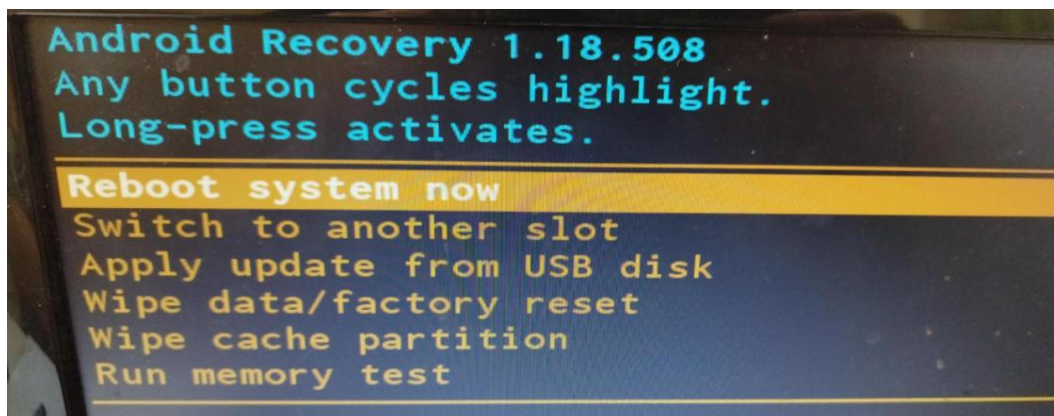 Android Recovery 1.18.508
Any button cycles highlight.
Long-press activates.
Reboot system now
Switch to another slot
Apply update from USB disk
Wipe data/factory reset
Wipe cache partition
Run memory test